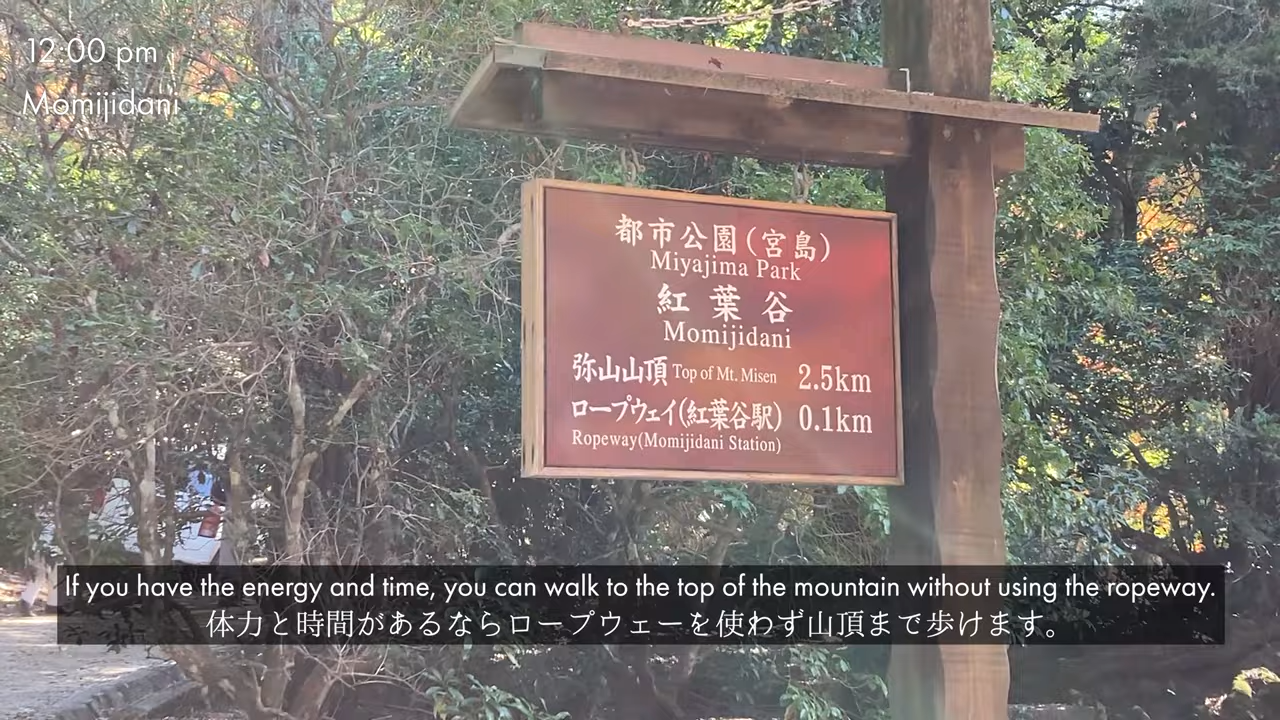 12:00 pm
Momijidani
都市公園(宮島)
Miyajima Park
紅葉谷
Momijidani
弥山山頂 Top of Mt. Misen 2.5km
ロープウェイ(紅葉谷駅) 0.1km
Ropeway(Momijidani Station)
If you have the energy and time, you can walk to the top of the mountain without using the ropeway.
体力と時間があるならロープウェーを使わず山頂まで歩けます。